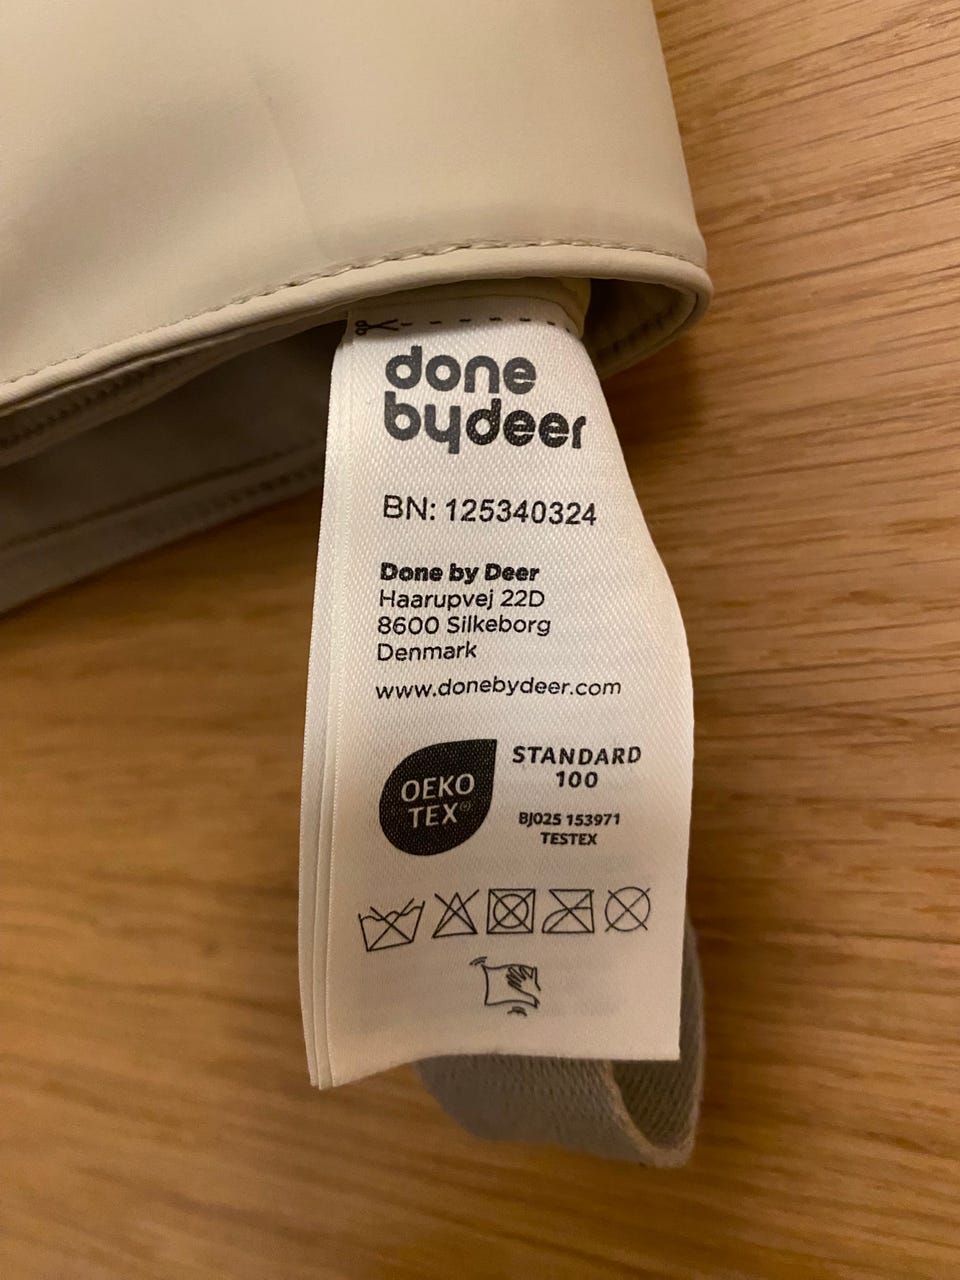 done
bydeer
BN: 125340324
Done by Deer
Haarupvej 22D
8600 Silkeborg
Denmark
www.donebydeer.com
OEKO
TEX®
STANDARD
100
BJ025 153971
TESTEX